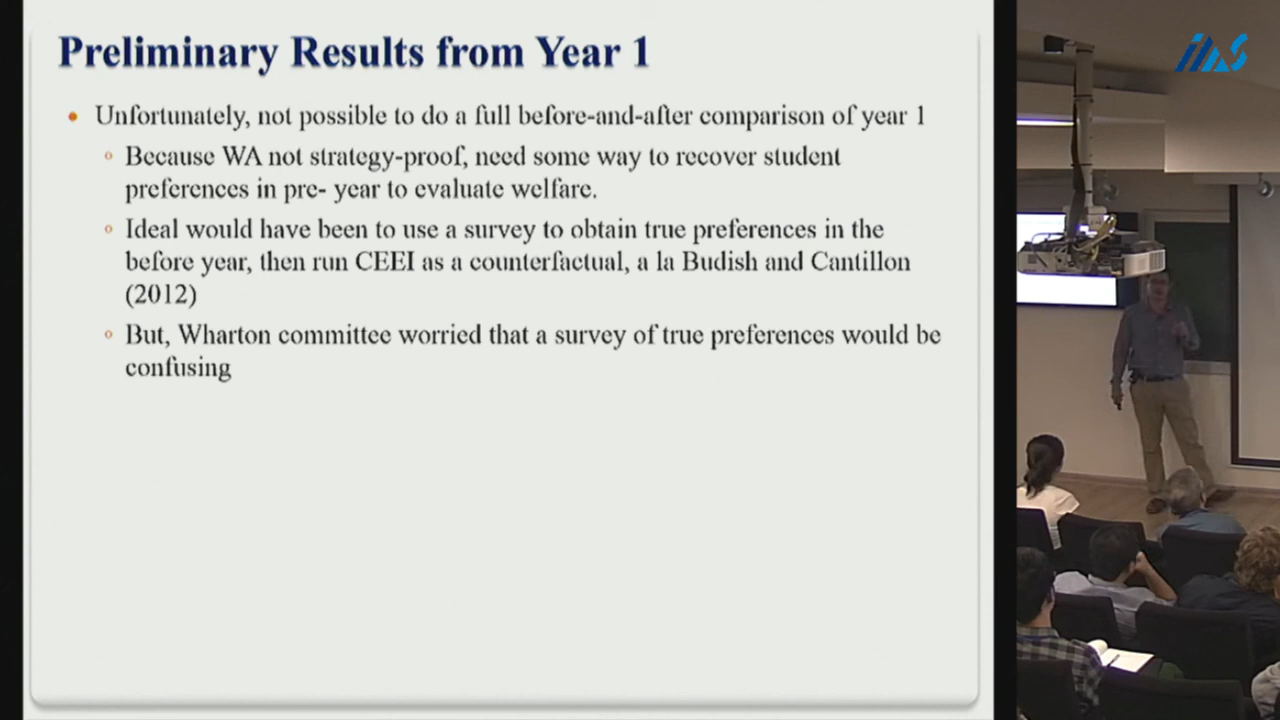 Preliminary Results from Year 1
Unfortunately, not possible to do a full before-and-after comparison of year 1
Because WA not strategy-proof, need some way to recover student
preferences in pre- year to evaluate welfare.
Ideal would have been to use a survey to obtain true preferences in the
before year, then run CEEI as a counterfactual, a la Budish and Cantillon
(2012)
But, Wharton committee worried that a survey of true preferences would be
confusing
ias